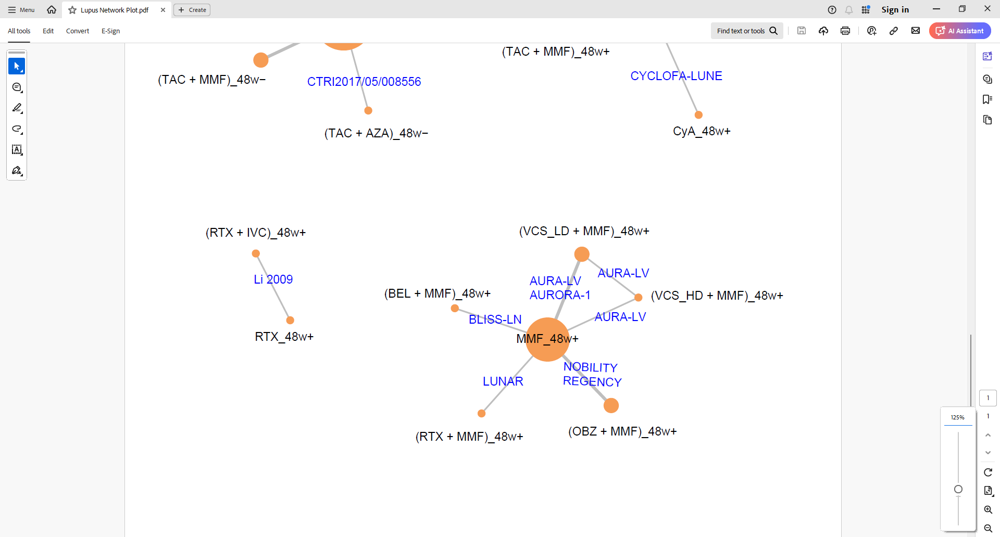 Menu
Lupus Network Plot.pdf
Create
Sign in
All tools
Edit
Convert
E-Sign
Find text or tools
AI Assistant
(TAC + MMF)_48w+
(TAC + MMF)_48w−
CTRI2017/05/008556
CYCLOFA-LUNE
(TAC + AZA)_48w−
CyA_48w+
(RTX + IVC)_48w+
Li 2009
RTX_48w+
(VCS_LD + MMF)_48w+
AURA-LV
AURA-LV
AURORA-1
(BEL + MMF)_48w+
(VCS_HD + MMF)_48w+
BLISS-LN
AURA-LV
MMF_48w+
NOBILITY
REGENCY
LUNAR
(RTX + MMF)_48w+
(OBZ + MMF)_48w+
1
1
125%